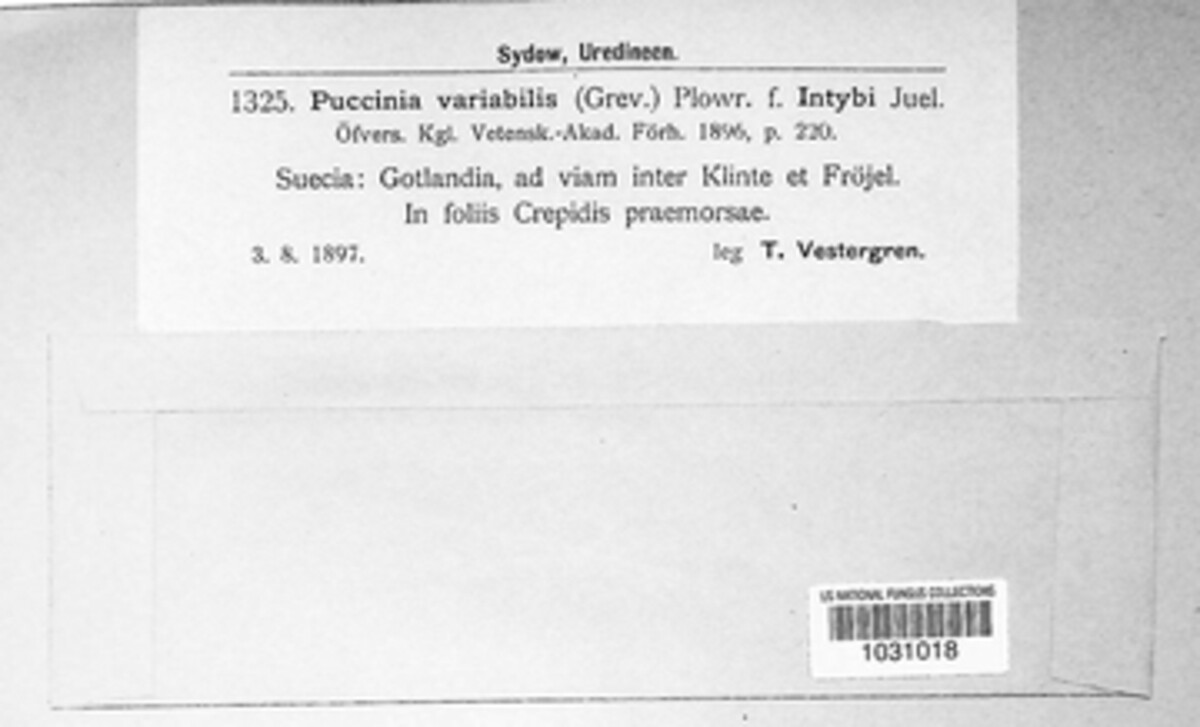 Sydow, Uredineen.
1325. Puccinia variabilis (Grev.) Plowr. f. Intybi Juel.
Öfvers. Kgl. Vetensk.-Akad. Förh. 1896, p. 220.
Suecia: Gotlandia, ad viam inter Klinte et Fröjel.
In foliis Crepidis praemorsae.
3. 8. 1897. leg T. Vestergren.
US NATIONAL FUNGUS COLLECTIONS
1031018